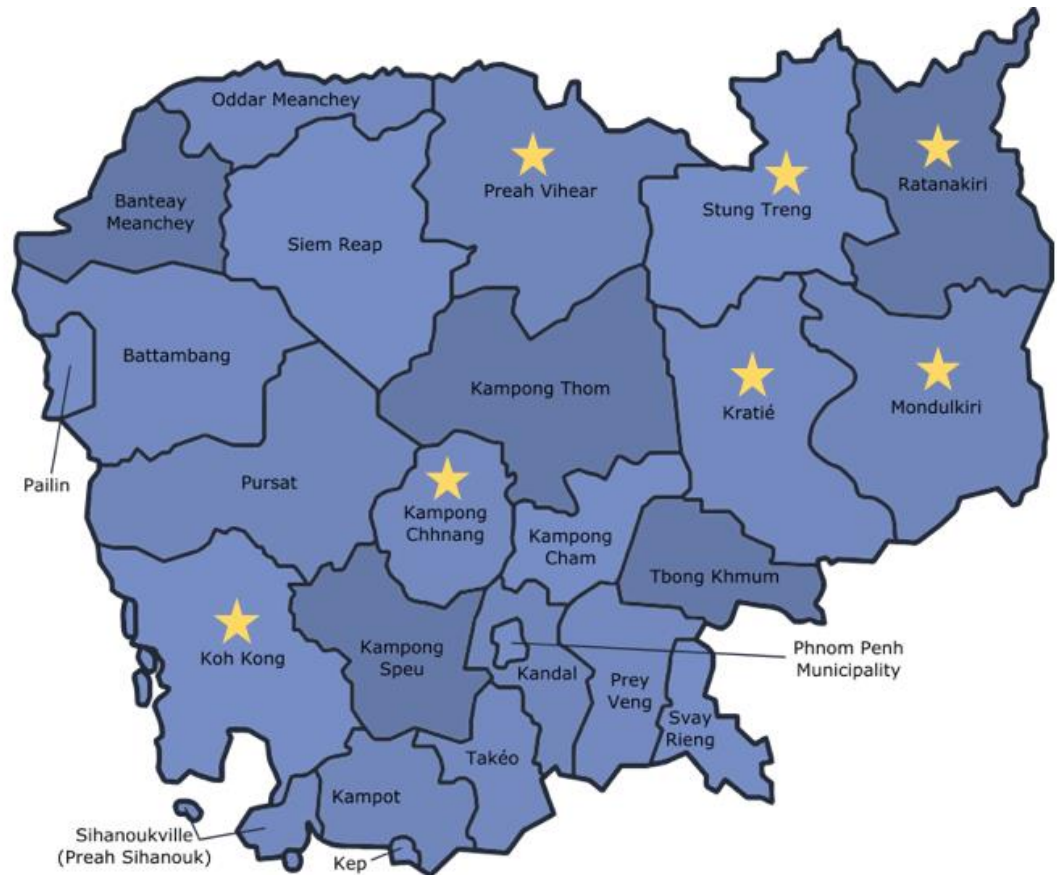 Oddar Meanchey
Preah Vihear
Stung Treng
Ratanakiri
Banteay
Meanchey
Siem Reap
Battambang
Kampong Thom
Kratié
Mondulkiri
Pailin
Pursat
Kampong
Chhnang
Kampong
Cham
Tbong Khmum
Koh Kong
Kampong
Speu
Kandal
Prey
Veng
Svay
Rieng
Phnom Penh
Municipality
Takéo
Kampot
Sihanoukville
(Preah Sihanouk)
Kep